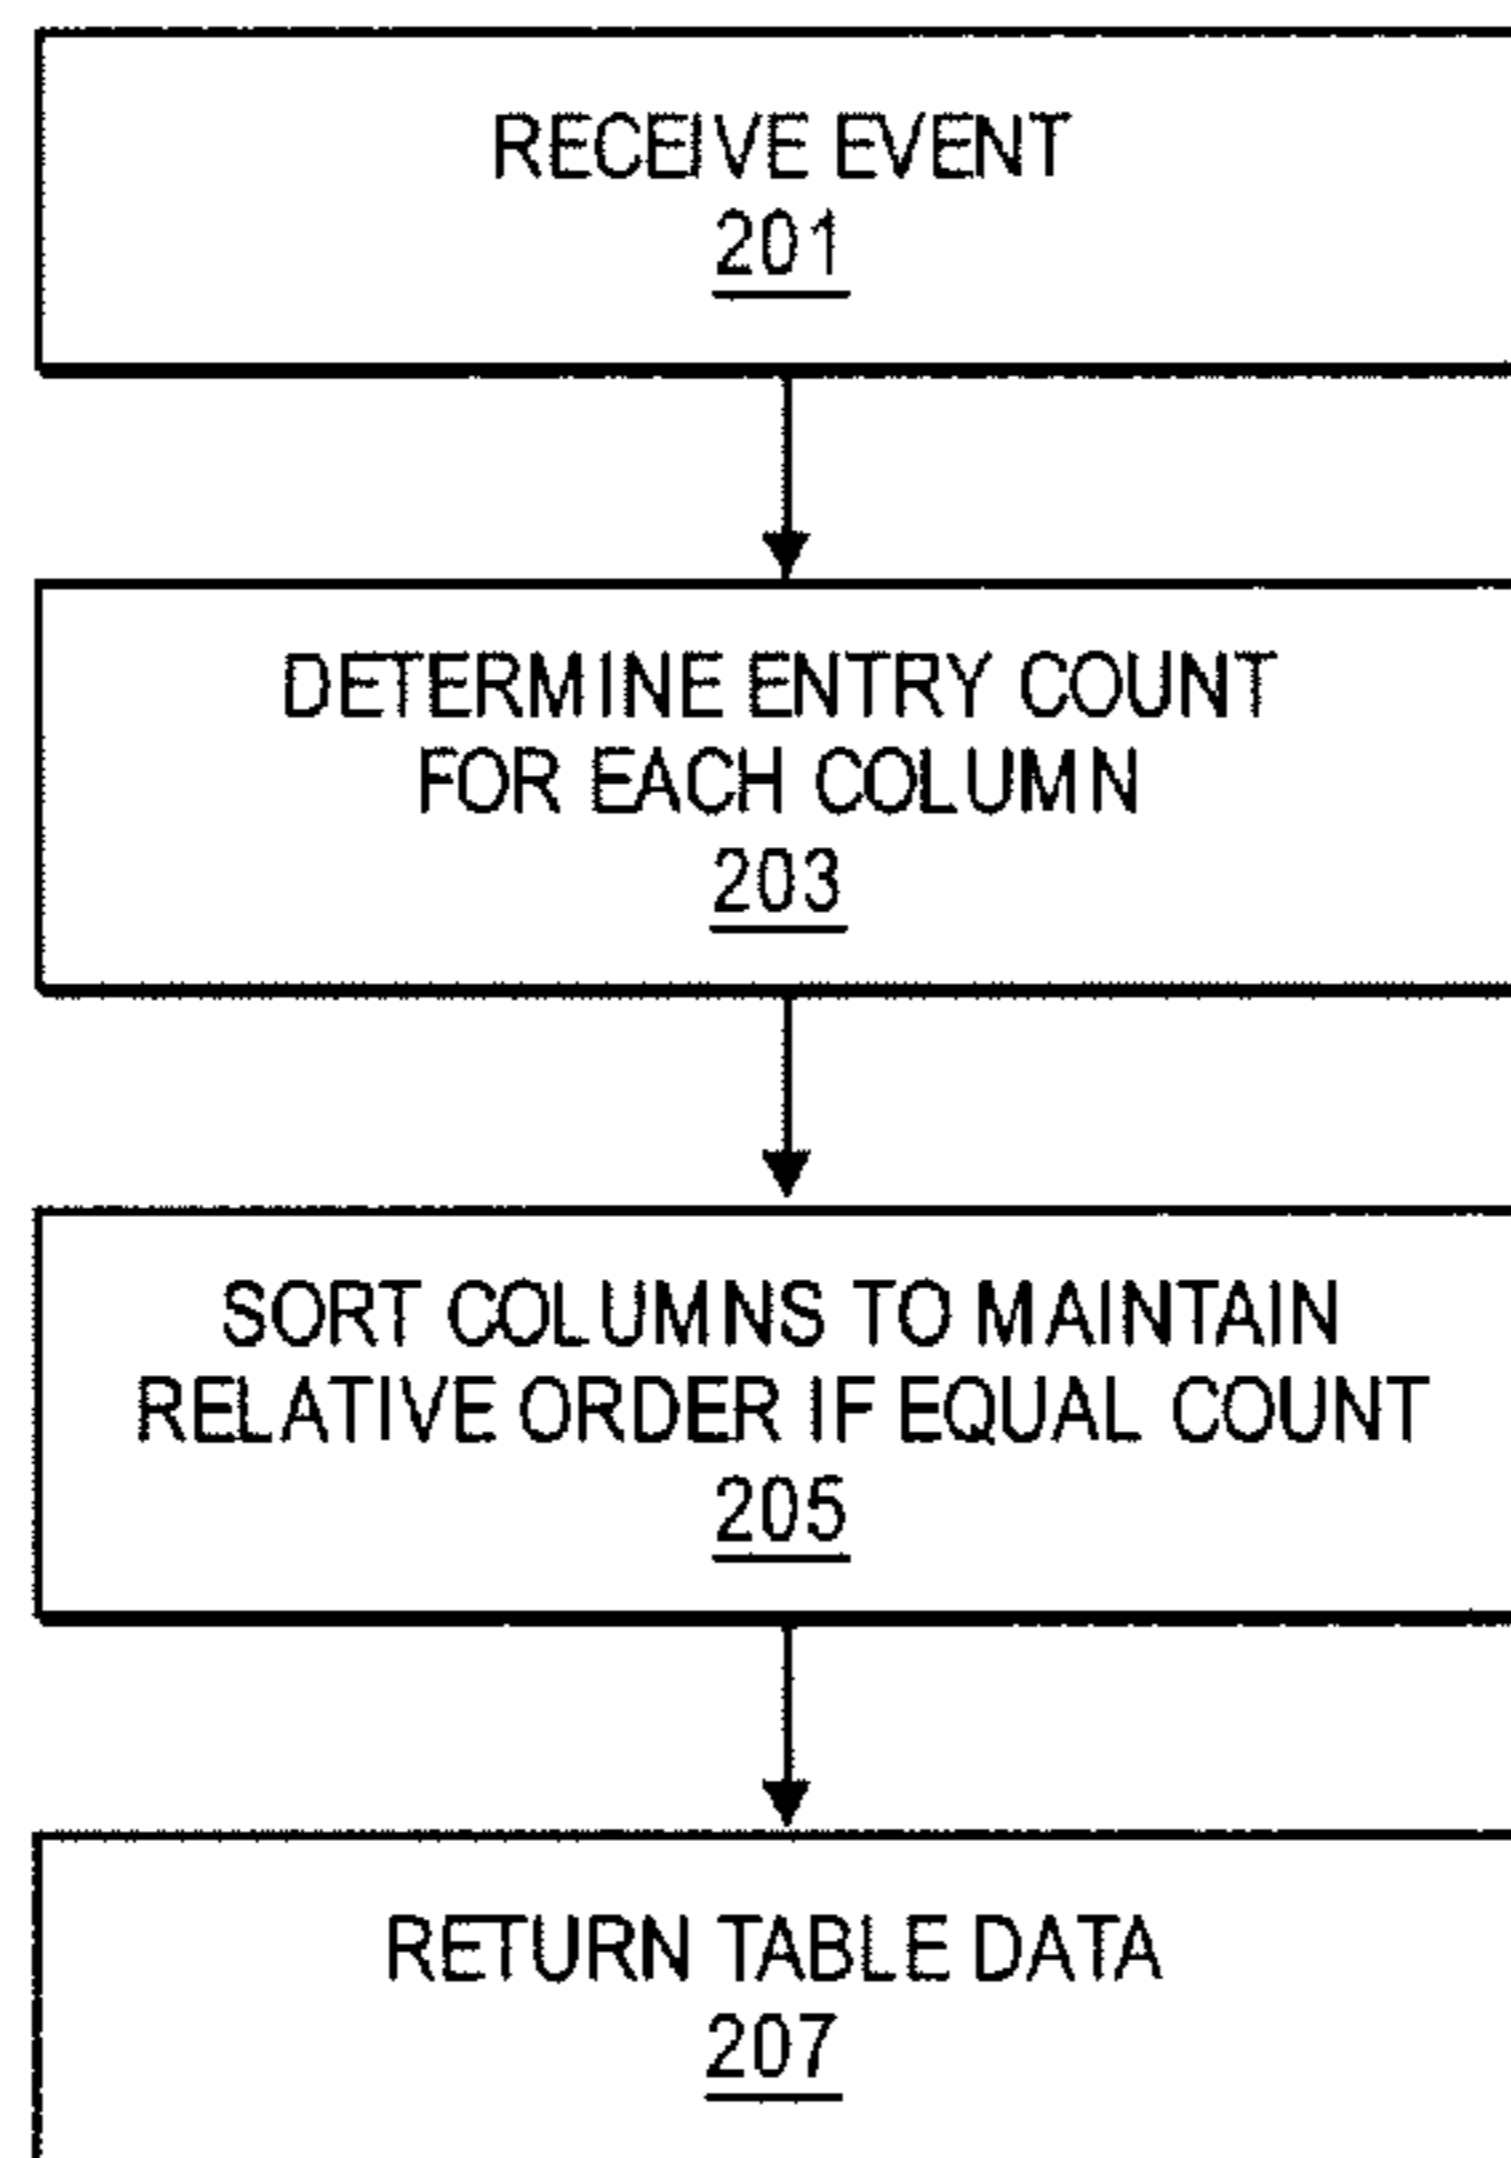 RECEIVE EVENT
201
DETERMINE ENTRY COUNT
FOR EACH COLUMN
203
SORT COLUMNS TO MAINTAIN
RELATIVE ORDER IF EQUAL COUNT
205
RETURN TABLE DATA
207